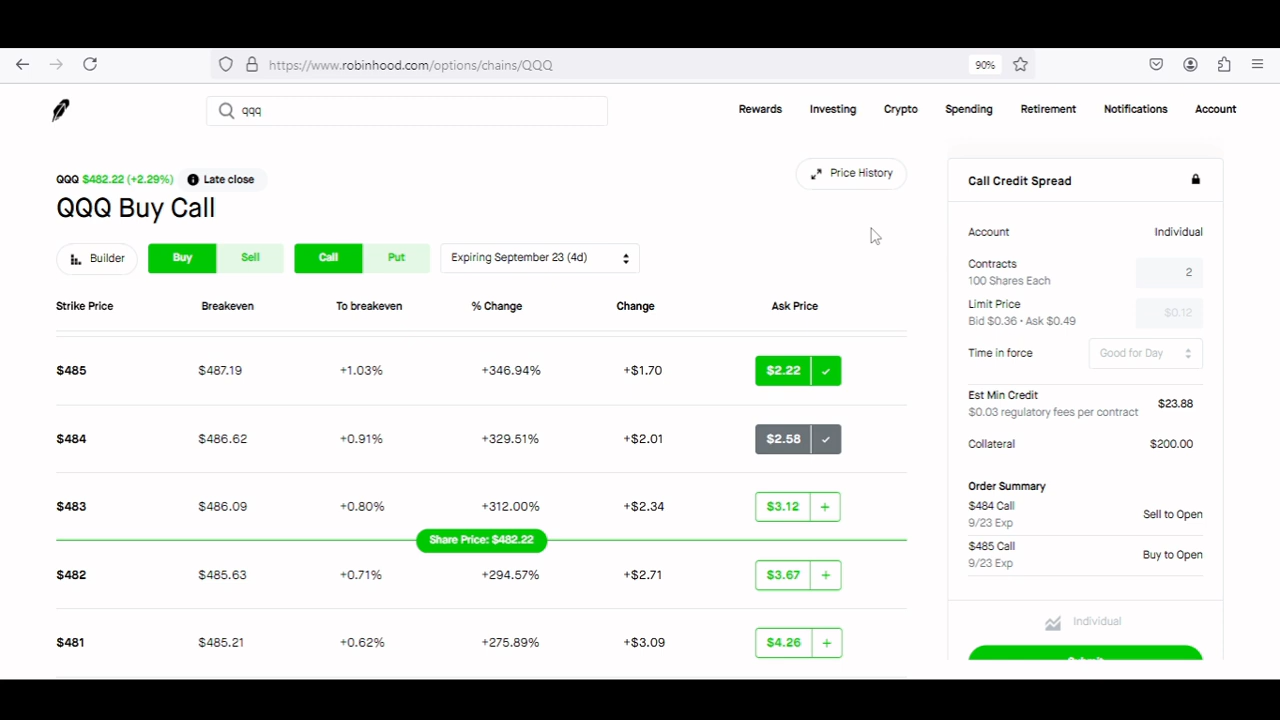 https://www.robinhood.com/options/chains/QQQ
90%
qqq
Rewards Investing Crypto Spending Retirement Notifications Account
QQQ $482.22 (+2.29%) Late close
QQQ Buy Call
Price History
Builder Buy Sell Call Put Expiring September 23 (4d)
Strike Price Breakeven To breakeven % Change Change Ask Price
$485 $487.19 +1.03% +346.94% +$1.70 $2.22
$484 $486.62 +0.91% +329.51% +$2.01 $2.58
$483 $486.09 +0.80% +312.00% +$2.34 $3.12 +
Share Price: $482.22
$482 $485.63 +0.71% +294.57% +$2.71 $3.67 +
$481 $485.21 +0.62% +275.89% +$3.09 $4.26 +
Call Credit Spread
Account Individual
Contracts
100 Shares Each
2
Limit Price
Bid $0.36 · Ask $0.49
$0.12
Time in force Good for Day
Est Min Credit
$0.03 regulatory fees per contract
$23.88
Collateral $200.00
Order Summary
$484 Call
9/23 Exp
Sell to Open
$485 Call
9/23 Exp
Buy to Open
Individual